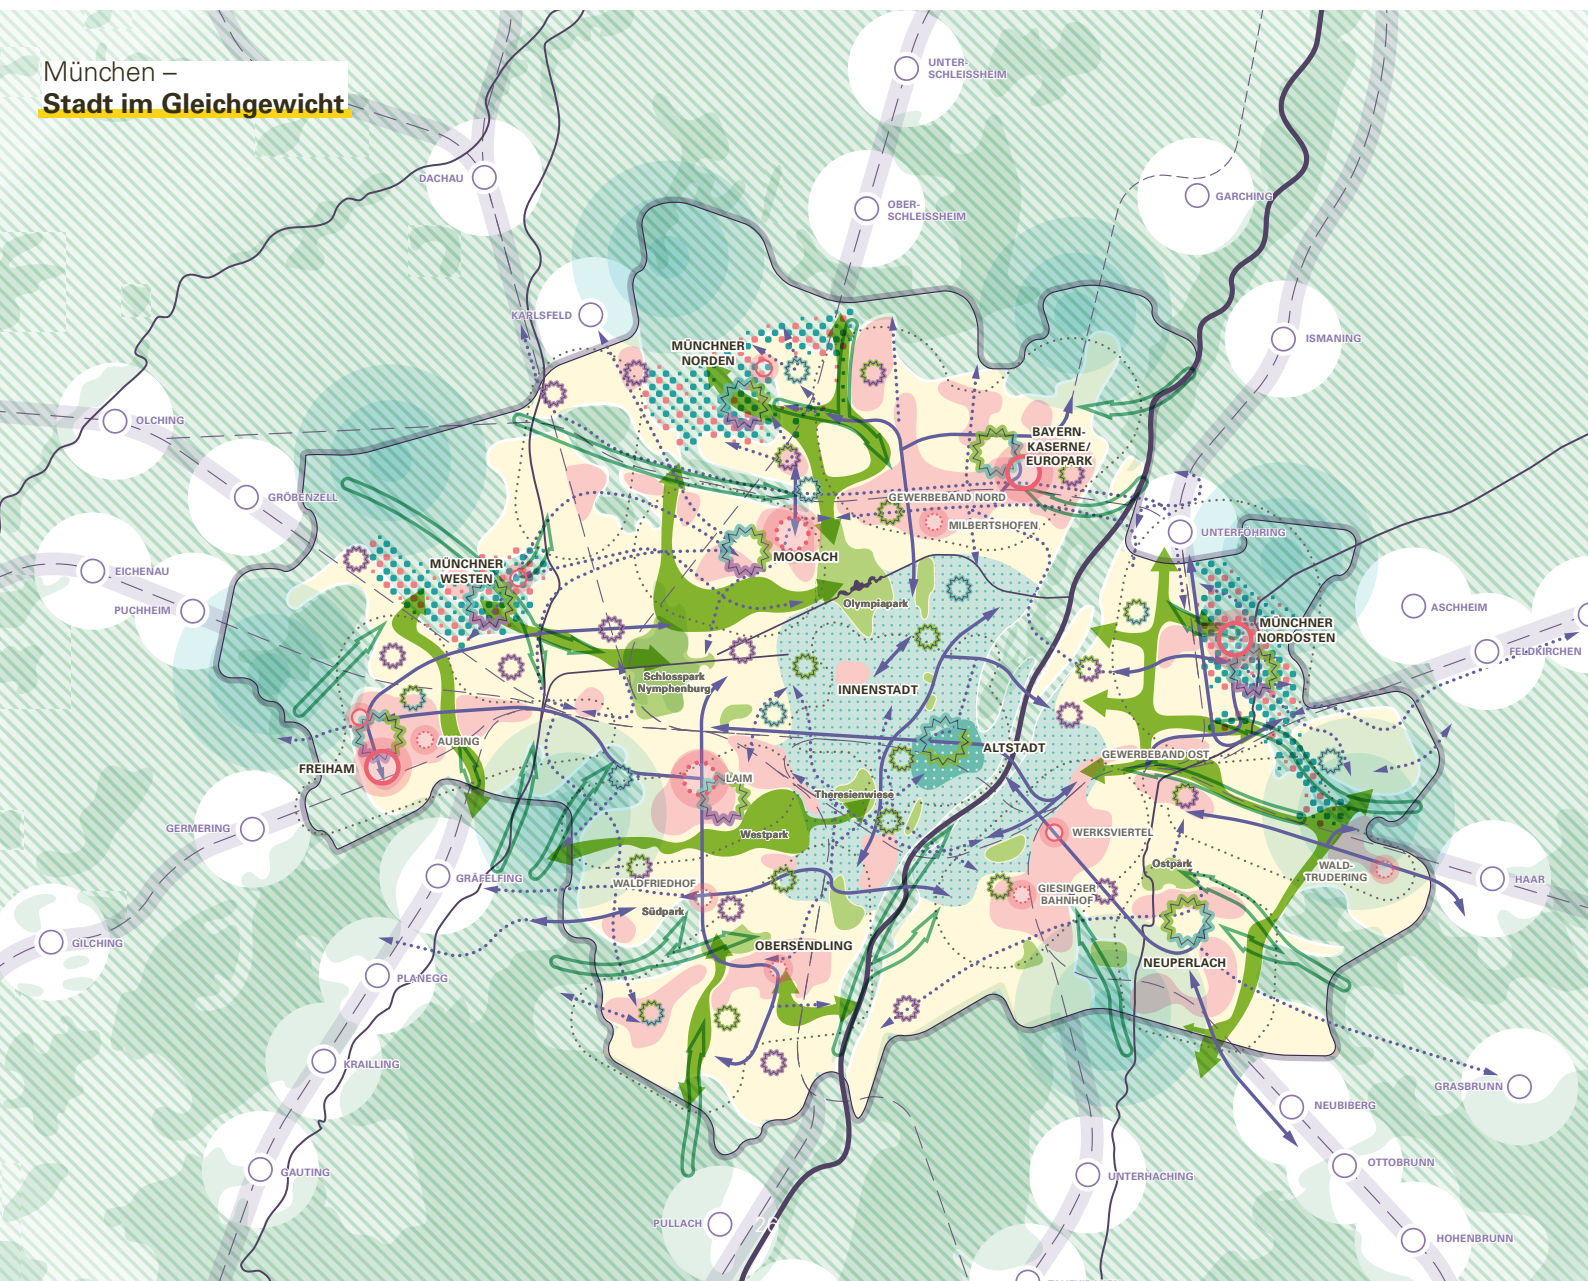 München –
Stadt im Gleichgewicht
UNTER-
SCHLEISSHEIM
DACHAU
GARCHING
OBER-
SCHLEISSHEIM
KARLSFELD
ISMANING
MÜNCHNER
NORDEN
OLCHING
BAYERN-
KASERNE/
EUROPARK
GRÖBENZELL
GEWERBEBAND NORD
MILBERTSHOFEN
UNTERFÖHRING
MOOSACH
MÜNCHNER
WESTEN
EICHENAU
PUCHHEIM
Olympiapark
ASCHHEIM
MÜNCHNER
NORDOSTEN
FELDKIRCHEN
Schlosspark
Nymphenburg
INNENSTADT
AUBING
ALTSTADT
GEWERBEBAND OST
FREIHAM
LAIM
Theresienwiese
GERMERING
Westpark
WERKSVIERTEL
Ostpark
WALD-
TRUDERING
GRÄFELFING
WALDFRIEDHOF
HAAR
GIESINGER
BAHNHOF
Südpark
GILCHING
OBERSENDLING
NEUPERLACH
PLANEGG
KRAILLING
GRASBRUNN
NEUBIBERG
OTTOBRUNN
GAUTING
UNTERHACHING
PULLACH
HOHENBRUNN